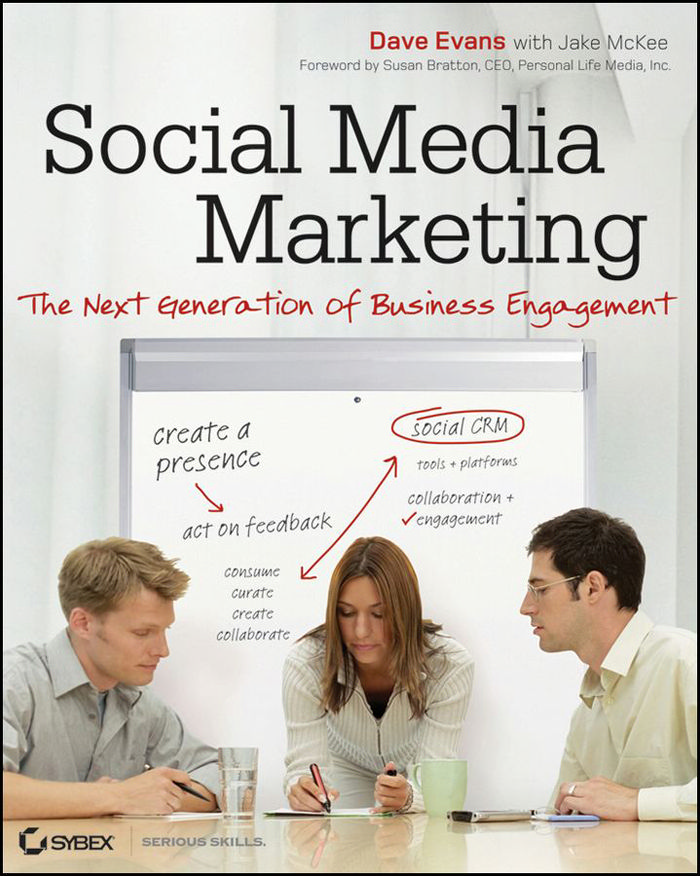 Dave Evans with Jake McKee
Foreword by Susan Bratton, CEO, Personal Life Media, Inc.
Social Media
Marketing
The Next Generation of Business Engagement
create a
presence
act on feedback
consume
curate
create
collaborate
social CRM
tools + platforms
collaboration +
✓engagement
SYBEX® SERIOUS SKILLS.